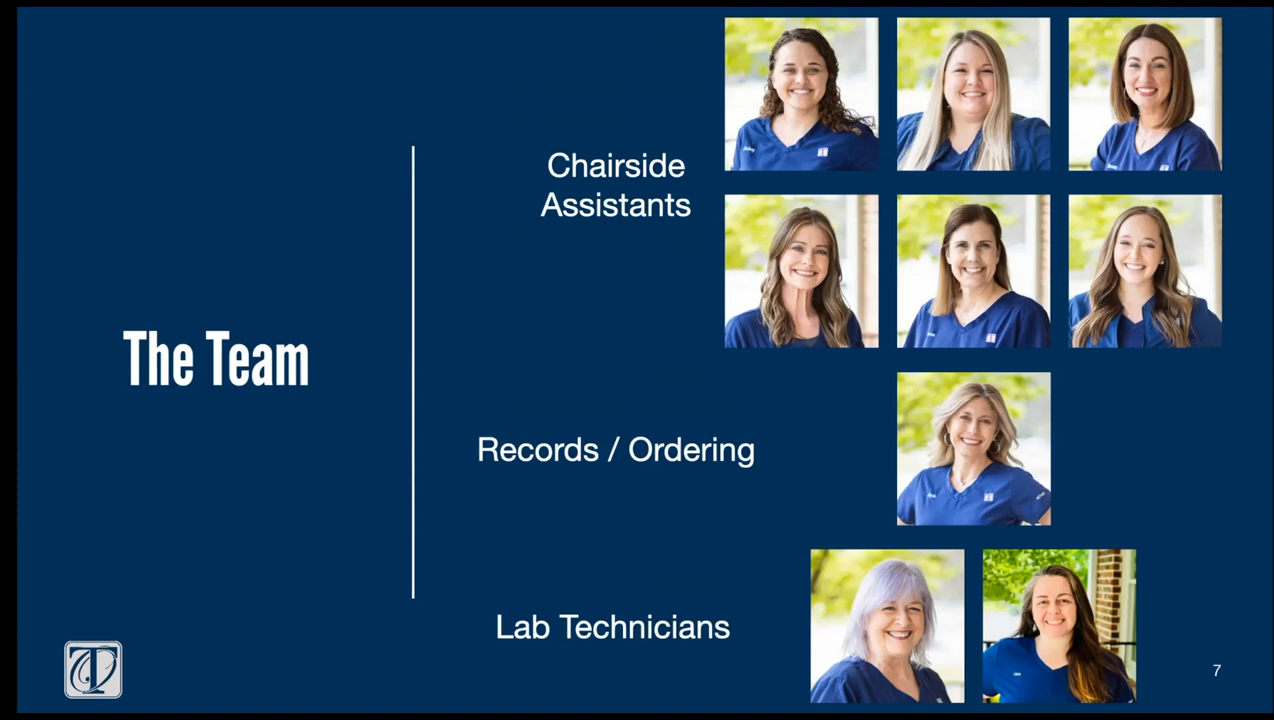 The Team
Chairside
Assistants
Records / Ordering
Lab Technicians
7